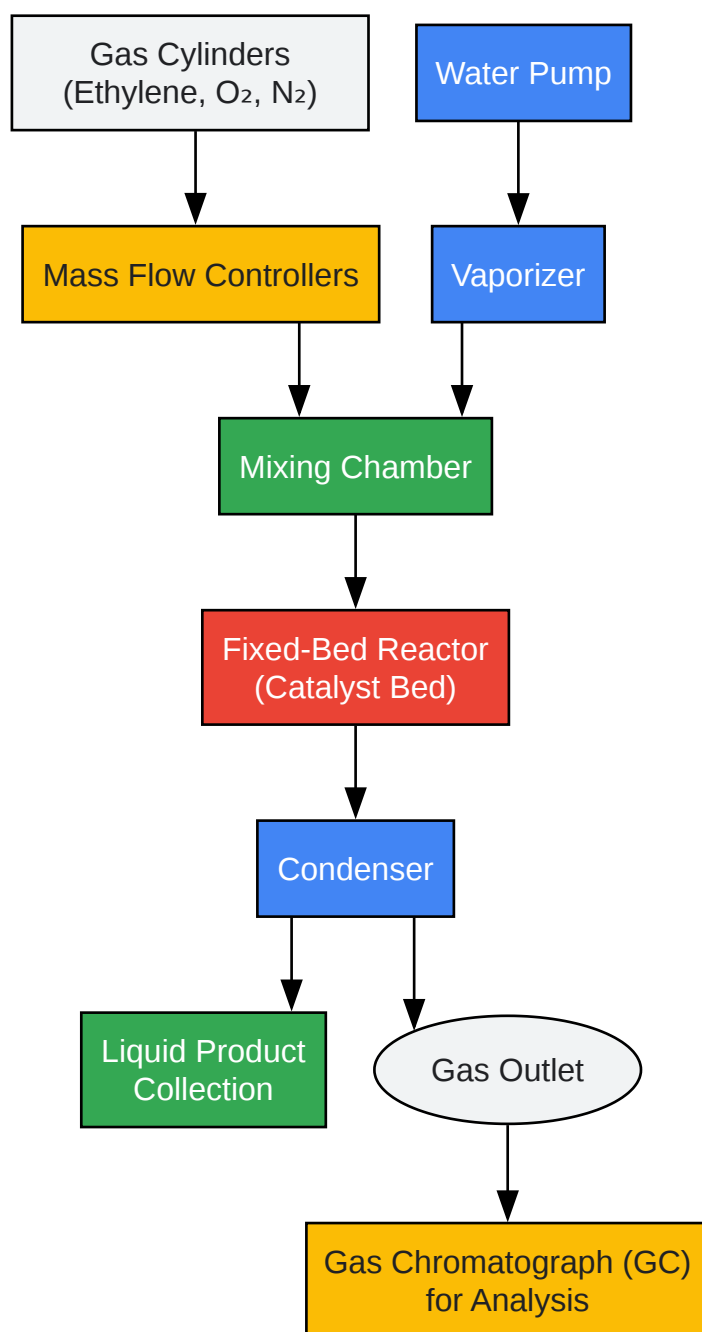 Gas Cylinders
(Ethylene, O₂, N₂)
Water Pump
Mass Flow Controllers
Vaporizer
Mixing Chamber
Fixed-Bed Reactor
(Catalyst Bed)
Condenser
Liquid Product
Collection
Gas Outlet
Gas Chromatograph (GC)
for Analysis